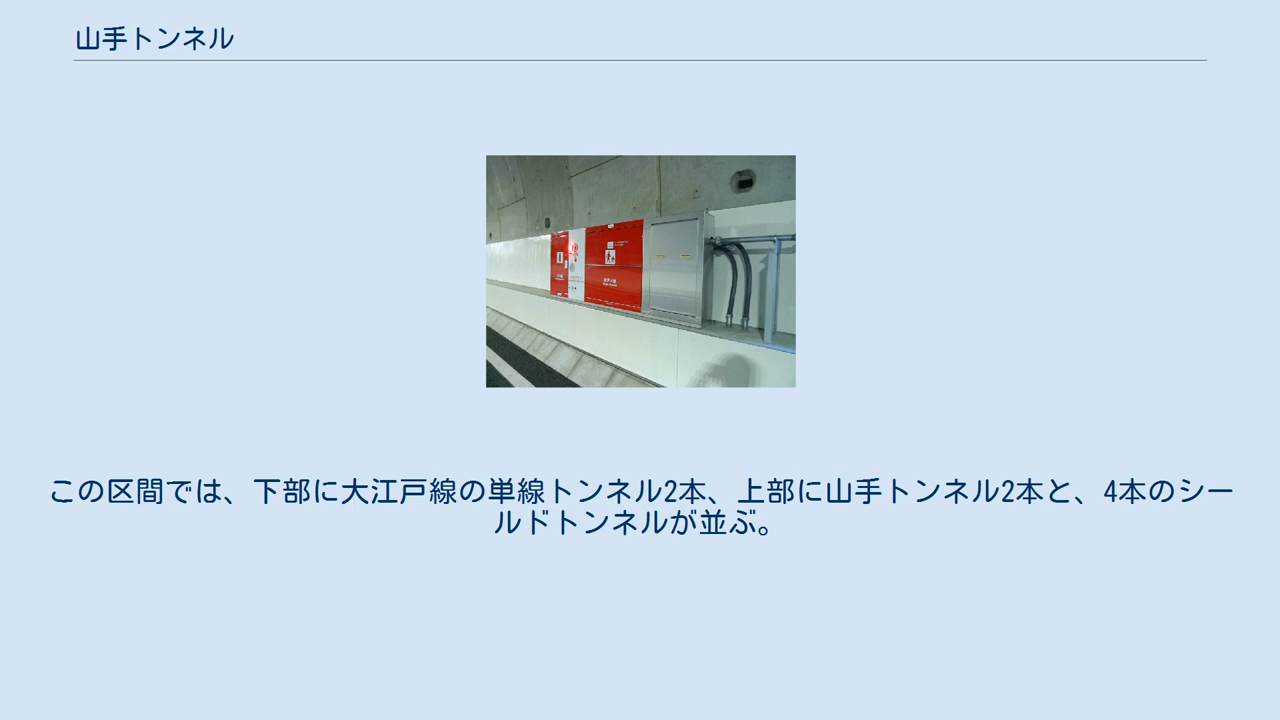 山手トンネル
この区間では、下部に大江戸線の単線トンネル2本、上部に山手トンネル2本と、4本のシー
ルドトンネルが並ぶ。